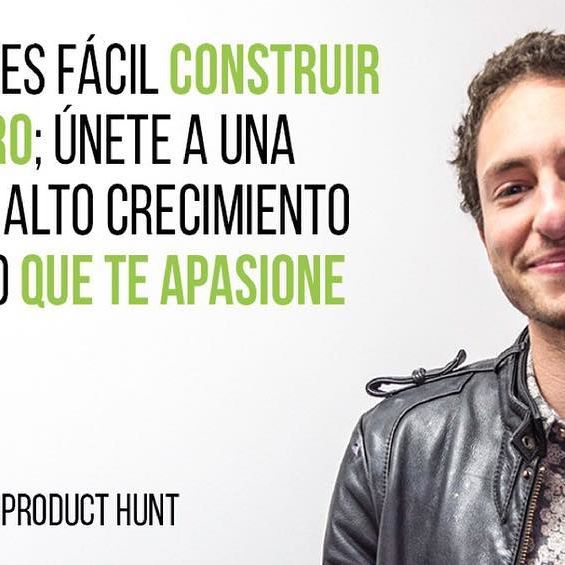 ES FÁCIL CONSTRUIR
RO; ÚNETE A UNA
ALTO CRECIMIENTO
O QUE TE APASIONE
PRODUCT HUNT